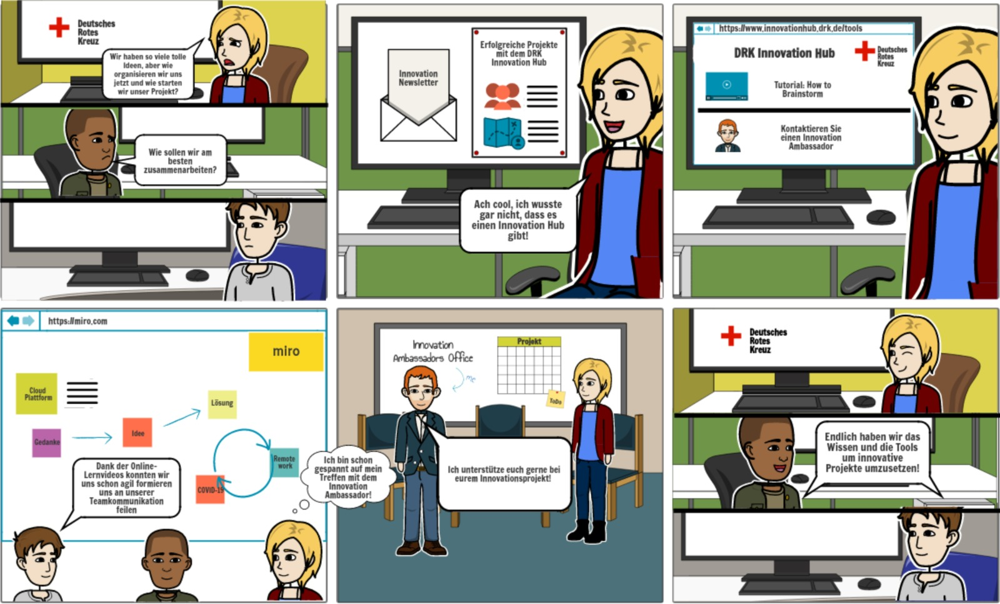 Deutsches
Rotes
Kreuz
Wir haben so viele tolle
Ideen, aber wie
organisieren wir uns
jetzt und wie starten
wir unser Projekt?
Wie sollen wir am
besten
zusammenarbeiten?
Innovation
Newsletter
Erfolgreiche Projekte
mit dem DRK
Innovation Hub
Ach cool, ich wusste
gar nicht, dass es
einen Innovation Hub
gibt!
https://www.innovationhub.drk.de/tools
DRK Innovation Hub
Deutsches
Rotes
Kreuz
Tutorial: How to
Brainstorm
Kontaktieren Sie
einen Innovation
Ambassador
https://miro.com
miro
Cloud
Plattform
Lösung
Idee
Gedanke
Remote
work
COVID-19
Dank der Online-
Lernvideos konnten wir
uns schon agil formieren
uns an unserer
Teamkommunikation
feilen
Ich bin schon
gespannt auf mein
Treffen mit dem
Innovation
Ambassador!
Innovation
Ambassadors Office
me
Projekt
ToDo
Ich unterstütze euch gerne bei
eurem Innovationsprojekt!
Deutsches
Rotes
Kreuz
Endlich haben wir das
Wissen und die Tools
um innovative
Projekte umzusetzen!